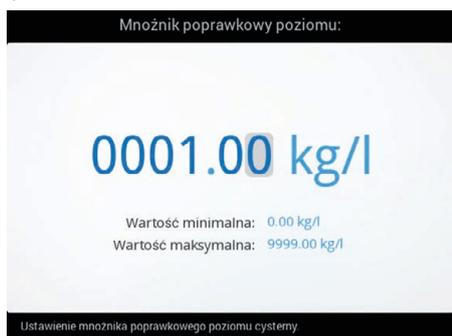 Mnożnik poprawkowy poziomu:
0001.00 kg/l
Wartość minimalna: 0.00 kg/l
Wartość maksymalna: 9999.00 kg/l
Ustawienie mnożnika poprawkowego poziomu cysterny.